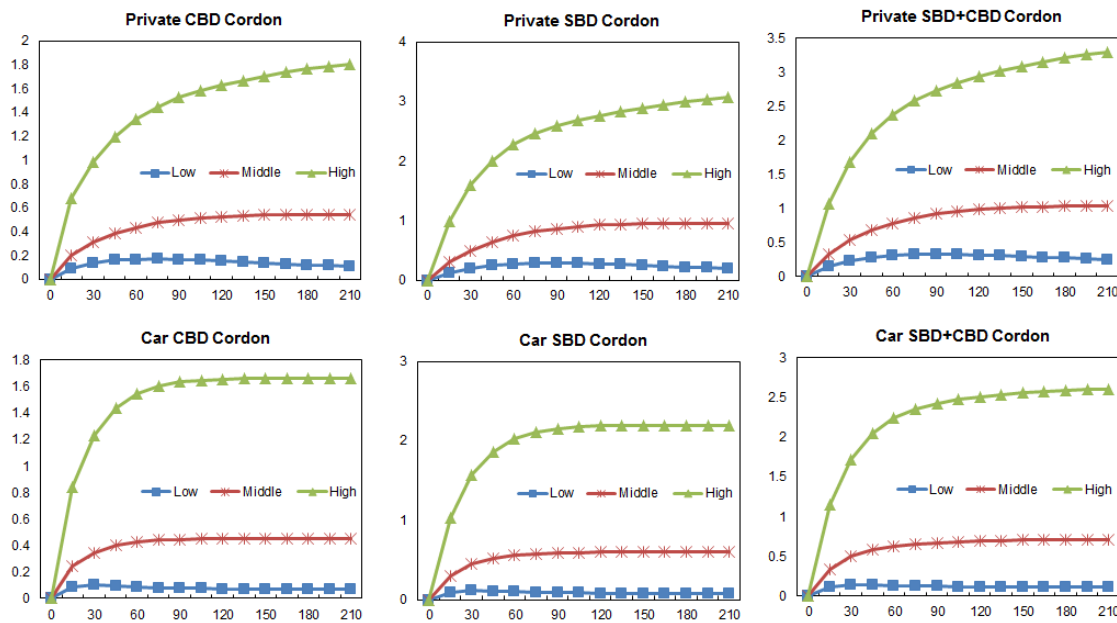 Private CBD Cordon
2
1.8
1.6
1.4
1.2
1
0.8
0.6
0.4
0.2
0
Low Middle High
0 30 60 90 120 150 180 210
Private SBD Cordon
4
3
2
1
0
Low Middle High
0 30 60 90 120 150 180 210
Private SBD+CBD Cordon
3.5
3
2.5
2
1.5
1
0.5
0
Low Middle High
0 30 60 90 120 150 180 210
Car CBD Cordon
1.8
1.6
1.4
1.2
1
0.8
0.6
0.4
0.2
0
Low Middle High
0 30 60 90 120 150 180 210
Car SBD Cordon
3
2
1
0
Low Middle High
0 30 60 90 120 150 180 210
Car SBD+CBD Cordon
3
2.5
2
1.5
1
0.5
0
Low Middle High
0 30 60 90 120 150 180 210